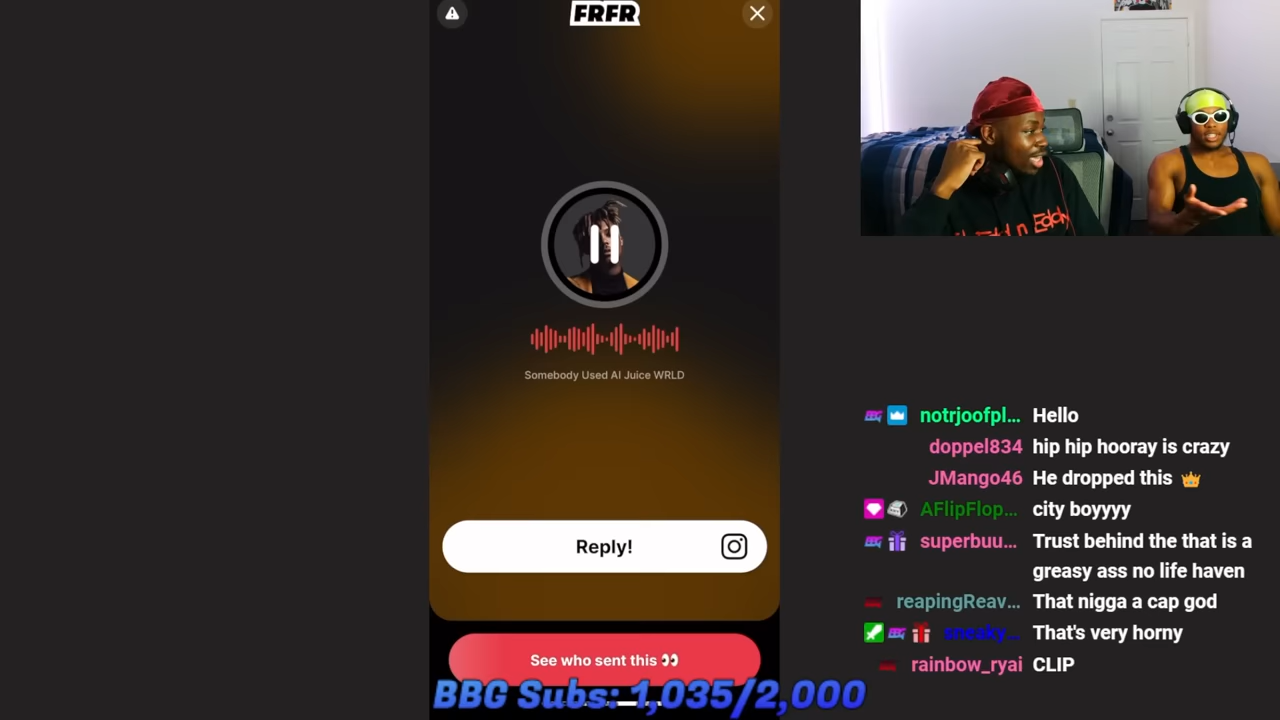 FRFR
Somebody Used AI Juice WRLD
Reply!
See who sent this 👀
BBG Subs: 1,035/2,000
notrjoofpl... Hello
doppel834 hip hip hooray is crazy
JMango46 He dropped this 👑
AFlipFlop... city boyyyy
superbuu... Trust behind the that is a
greasy ass no life haven
reapingReav... That nigga a cap god
sneaky... That's very horny
rainbow_ryai CLIP